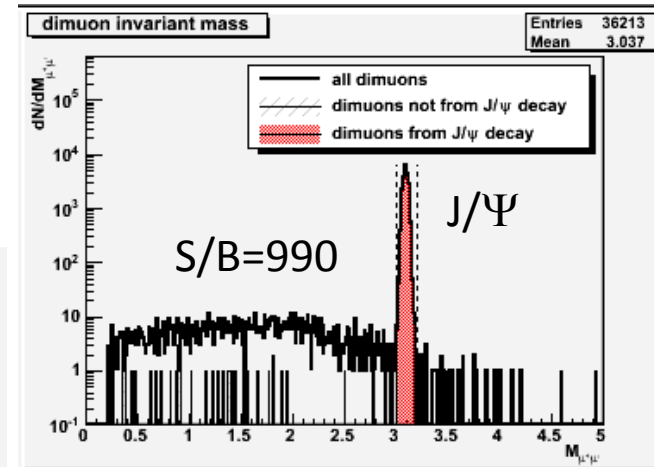 dimuon invariant mass
Entries 36213
Mean 3.037
dN/dM μ⁺μ⁻
all dimuons
dimuons not from J/ψ decay
dimuons from J/ψ decay
10⁵
10⁴
10³
10²
10
1
10⁻¹
S/B=990
J/Ψ
0 0.5 1 1.5 2 2.5 3 3.5 4 4.5 5
M μ⁺μ⁻